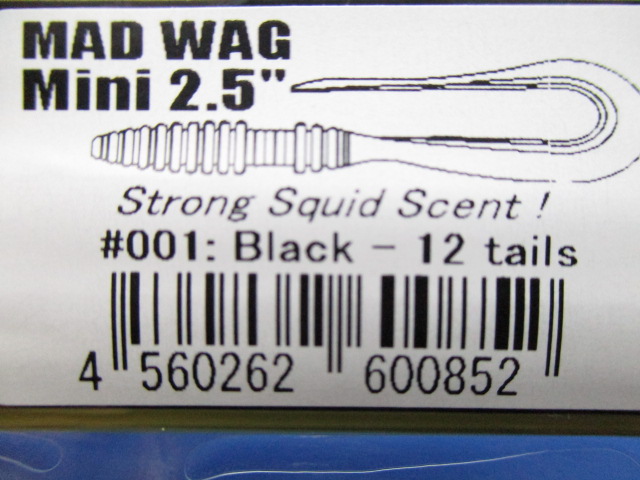 MAD WAG
Mini 2.5"
Strong Squid Scent !
#001: Black - 12 tails
4 560262 600852